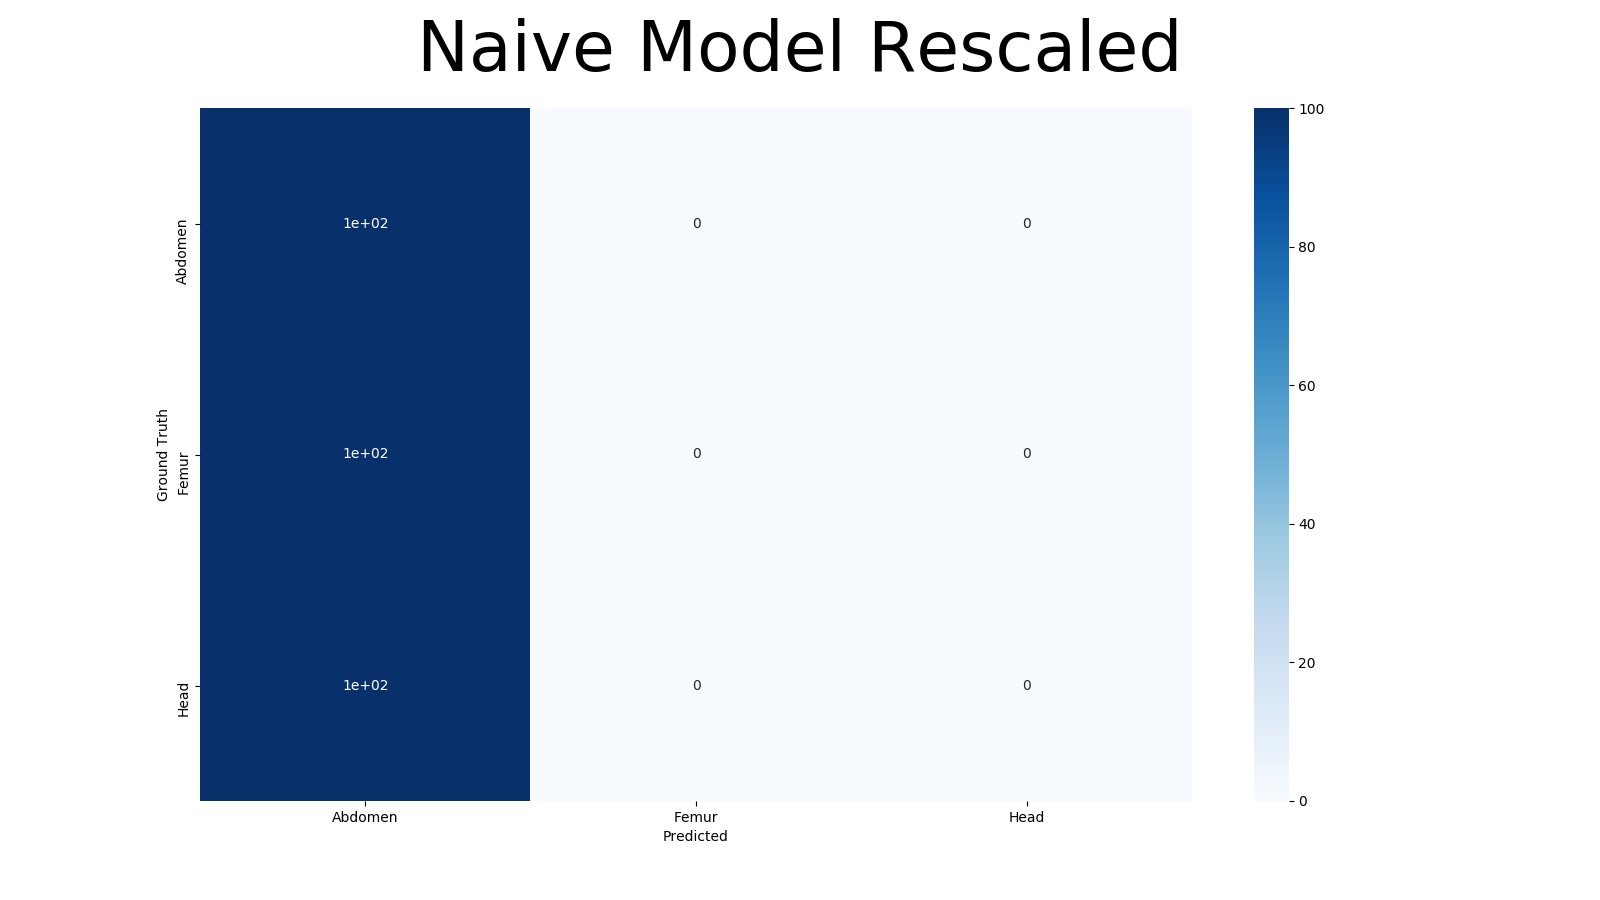 Naive Model Rescaled
Ground Truth
Abdomen
1e+02 0 0
Femur
1e+02 0 0
Head
1e+02 0 0
Abdomen Femur Head
Predicted
100
80
60
40
20
0